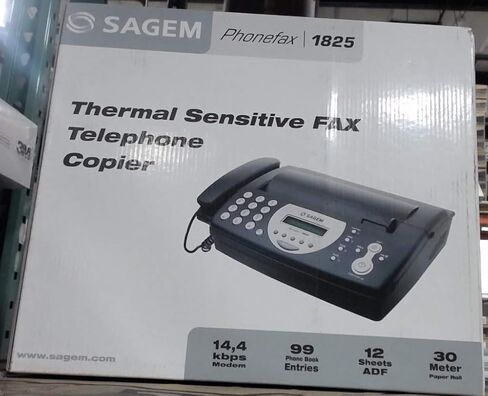 SAGEM Phonefax | 1825
Thermal Sensitive FAX
Telephone
Copier
SAGEM
www.sagem.com
14,4
kbps
Modem
99
Phone Book
Entries
12
Sheets
ADF
30
Meter
Paper Roll